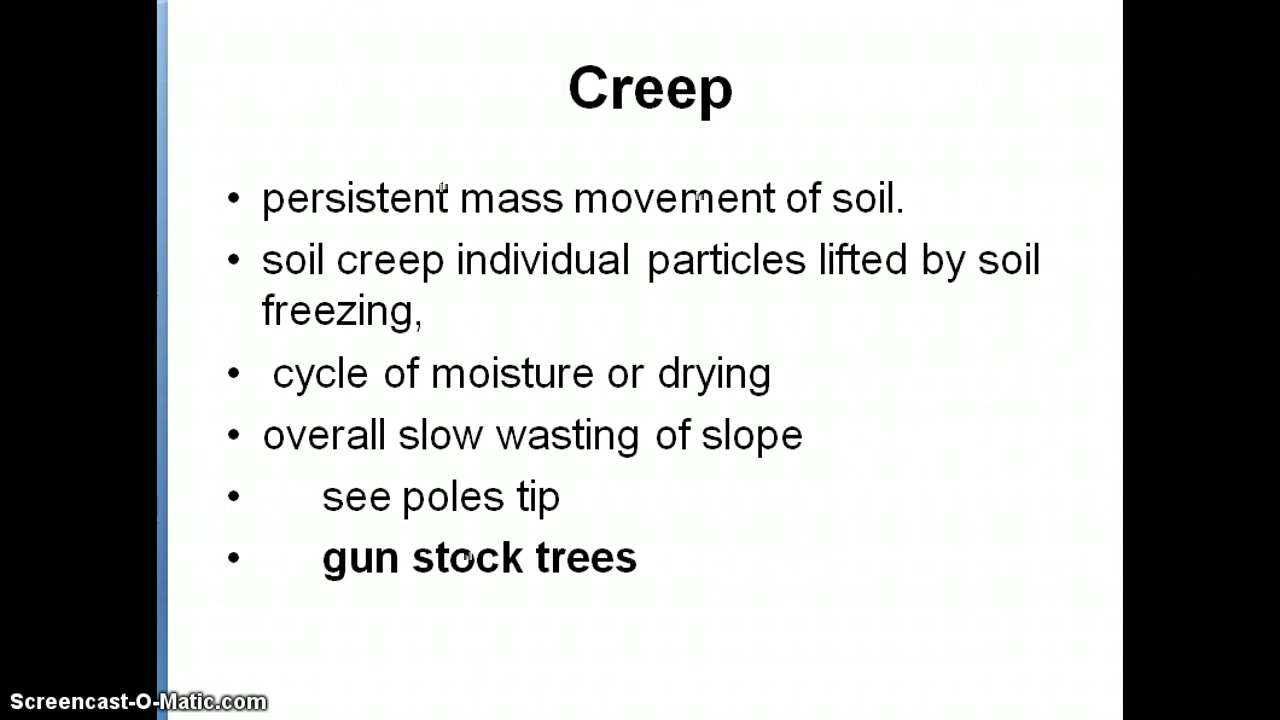 Creep
• persistent mass movement of soil.
• soil creep individual particles lifted by soil
freezing,
• cycle of moisture or drying
• overall slow wasting of slope
• see poles tip
• gun stock trees
Screencast-O-Matic.com